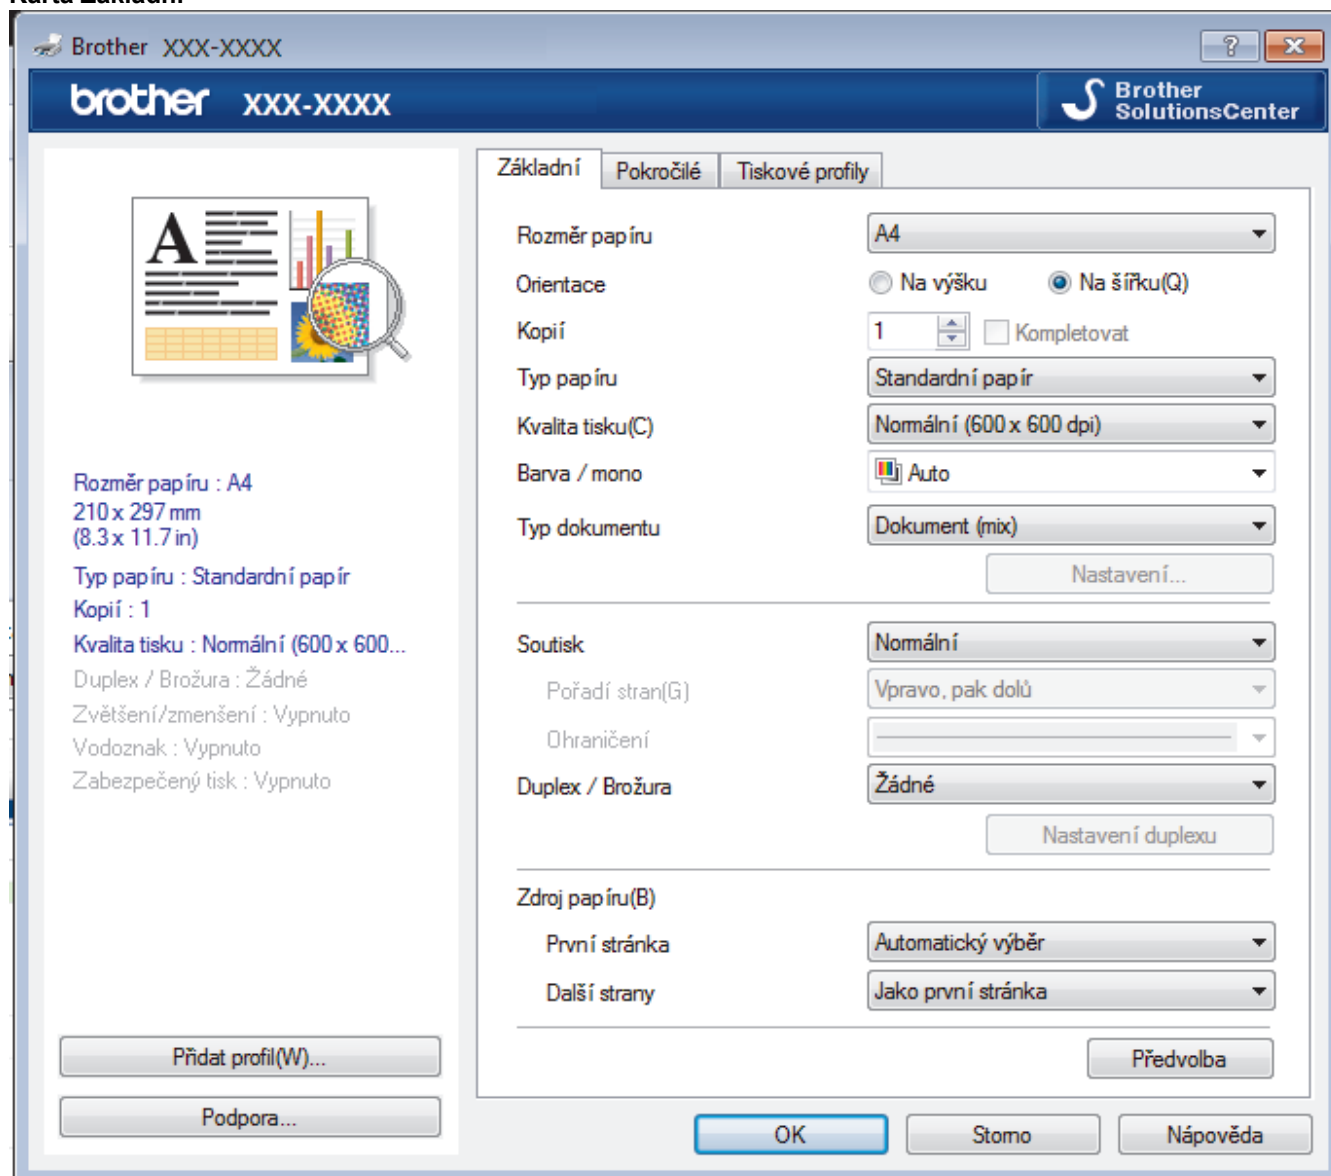 Karta Základní
Brother XXX-XXXX
brother XXX-XXXX
Brother
SolutionsCenter
A
Rozměr papíru : A4
210 x 297 mm
(8.3 x 11.7 in)
Typ papíru : Standardní papír
Kopií : 1
Kvalita tisku : Normální (600 x 600...
Duplex / Brožura : Žádné
Zvětšení/zmenšení : Vypnuto
Vodoznak : Vypnuto
Zabezpečený tisk : Vypnuto
Přidat profil(W)...
Podpora...
Základní Pokročilé Tiskové profily
Rozměr papíru A4
Orientace Na výšku Na šířku(Q)
Kopií 1 Kompletovat
Typ papíru Standardní papír
Kvalita tisku(C) Normální (600 x 600 dpi)
Barva / mono Auto
Typ dokumentu Dokument (mix)
Nastavení...
Soutisk Normální
Pořadí stran(G) Vpravo, pak dolů
Ohraničení
Duplex / Brožura Žádné
Nastavení duplexu
Zdroj papíru(B)
První stránka Automatický výběr
Další strany Jako první stránka
Předvolba
OK Storno Nápověda